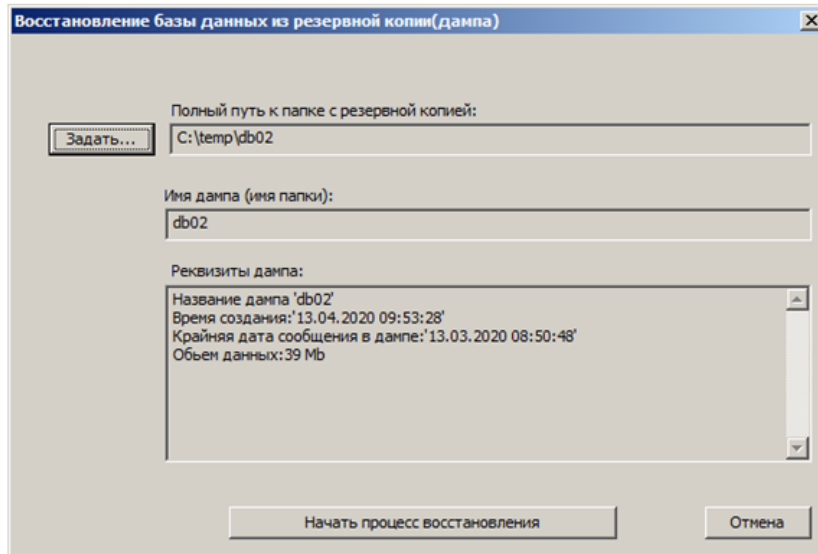 Восстановление базы данных из резервной копии(дампа)
Полный путь к папке с резервной копией:
Задать... C:\temp\db02
Имя дампа (имя папки):
db02
Реквизиты дампа:
Название дампа 'db02'
Время создания:'13.04.2020 09:53:28'
Крайняя дата сообщения в дампе:'13.03.2020 08:50:48'
Обьем данных:39 Mb
Начать процесс восстановления Отмена